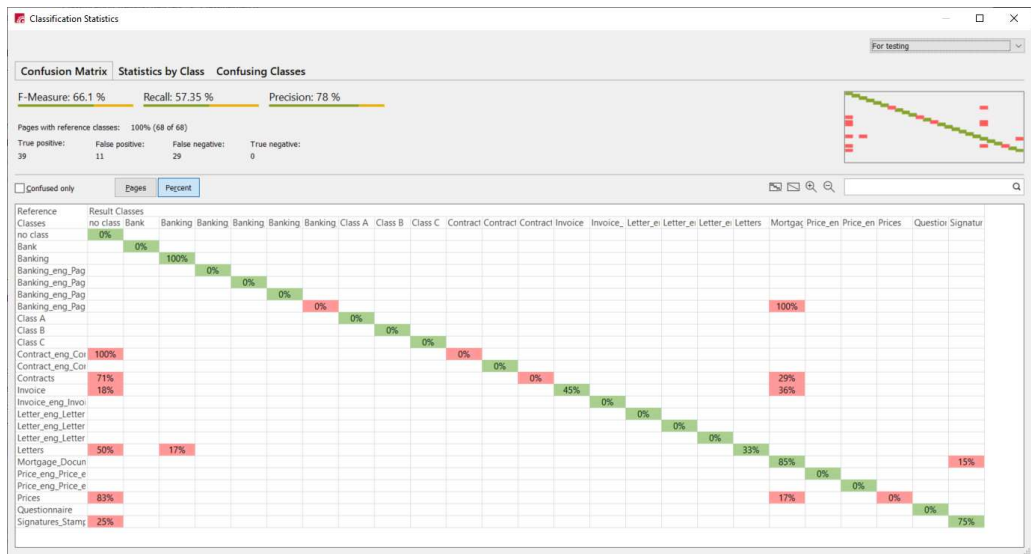 Classification Statistics
For testing
Confusion Matrix Statistics by Class Confusing Classes
F-Measure: 66.1 % Recall: 57.35 % Precision: 78 %
Pages with reference classes: 100% (68 of 68)
True positive: False positive: False negative: True negative:
39 11 29 0
Confused only Pages Percent
Reference Result Classes
Classes no class Bank Banking Banking Banking Banking Banking Class A Class B Class C Contract Contract Contract Invoice Invoice_ Letter_e Letter_e Letter_e Letters Mortgag Price_en Price_en Prices Question Signatur
no class 0%
Bank 0%
Banking 100%
Banking_eng_Pag 0%
Banking_eng_Pag 0%
Banking_eng_Pag 0%
Banking_eng_Pag 0% 100%
Class A 0%
Class B 0%
Class C 0%
Contract_eng_Cor 100% 0%
Contract_eng_Cor 0%
Contracts 71% 0% 29%
Invoice 18% 45% 36%
Invoice_eng_Invoi 0%
Letter_eng_Letter 0%
Letter_eng_Letter 0%
Letter_eng_Letter 0%
Letters 50% 17% 33%
Mortgage_Docun 85% 15%
Price_eng_Price_e 0%
Price_eng_Price_e 0%
Prices 83% 17% 0%
Questionnaire 0%
Signatures_Stamp 25% 75%